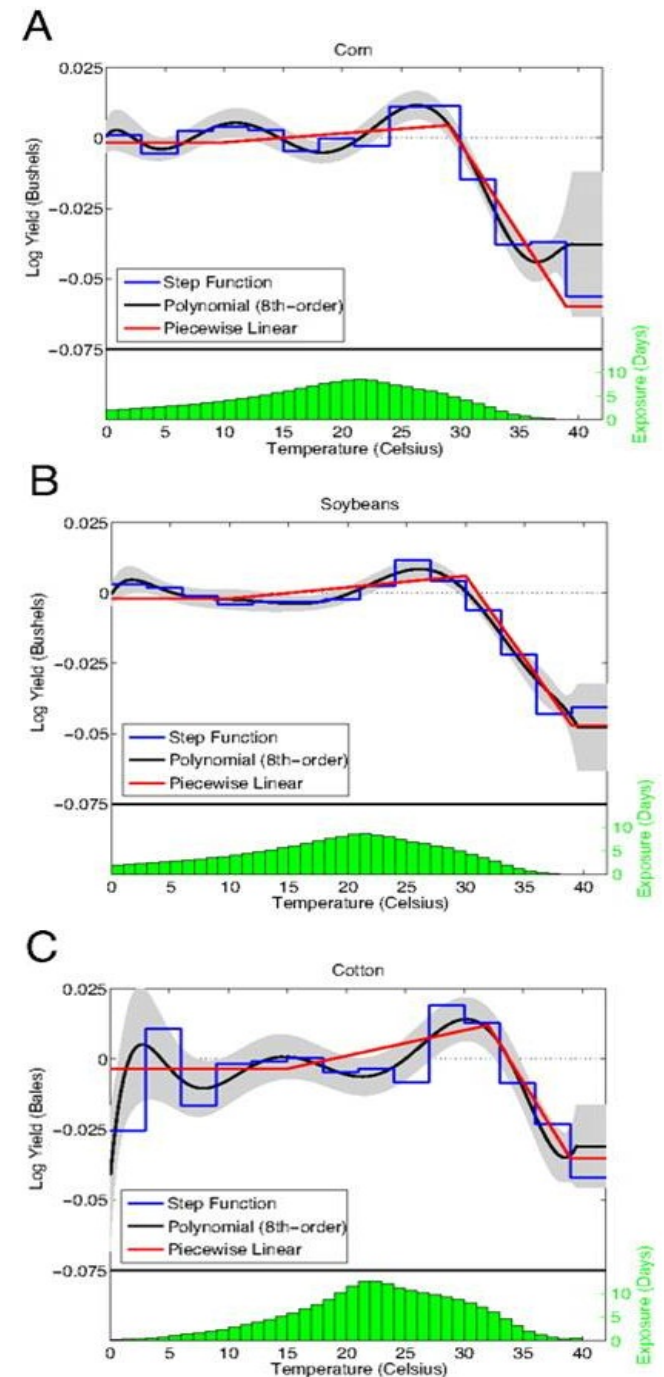 A
Corn
0.025
0
-0.025
-0.05
-0.075
Log Yield (Bushels)
Step Function
Polynomial (8th-order)
Piecewise Linear
10
5
0
Exposure (Days)
0 5 10 15 20 25 30 35 40
Temperature (Celsius)
B
Soybeans
0.025
0
-0.025
-0.05
-0.075
Log Yield (Bushels)
Step Function
Polynomial (8th-order)
Piecewise Linear
10
5
0
Exposure (Days)
0 5 10 15 20 25 30 35 40
Temperature (Celsius)
C
Cotton
0.025
0
-0.025
-0.05
-0.075
Log Yield (Bales)
Step Function
Polynomial (8th-order)
Piecewise Linear
10
5
0
Exposure (Days)
0 5 10 15 20 25 30 35 40
Temperature (Celsius)